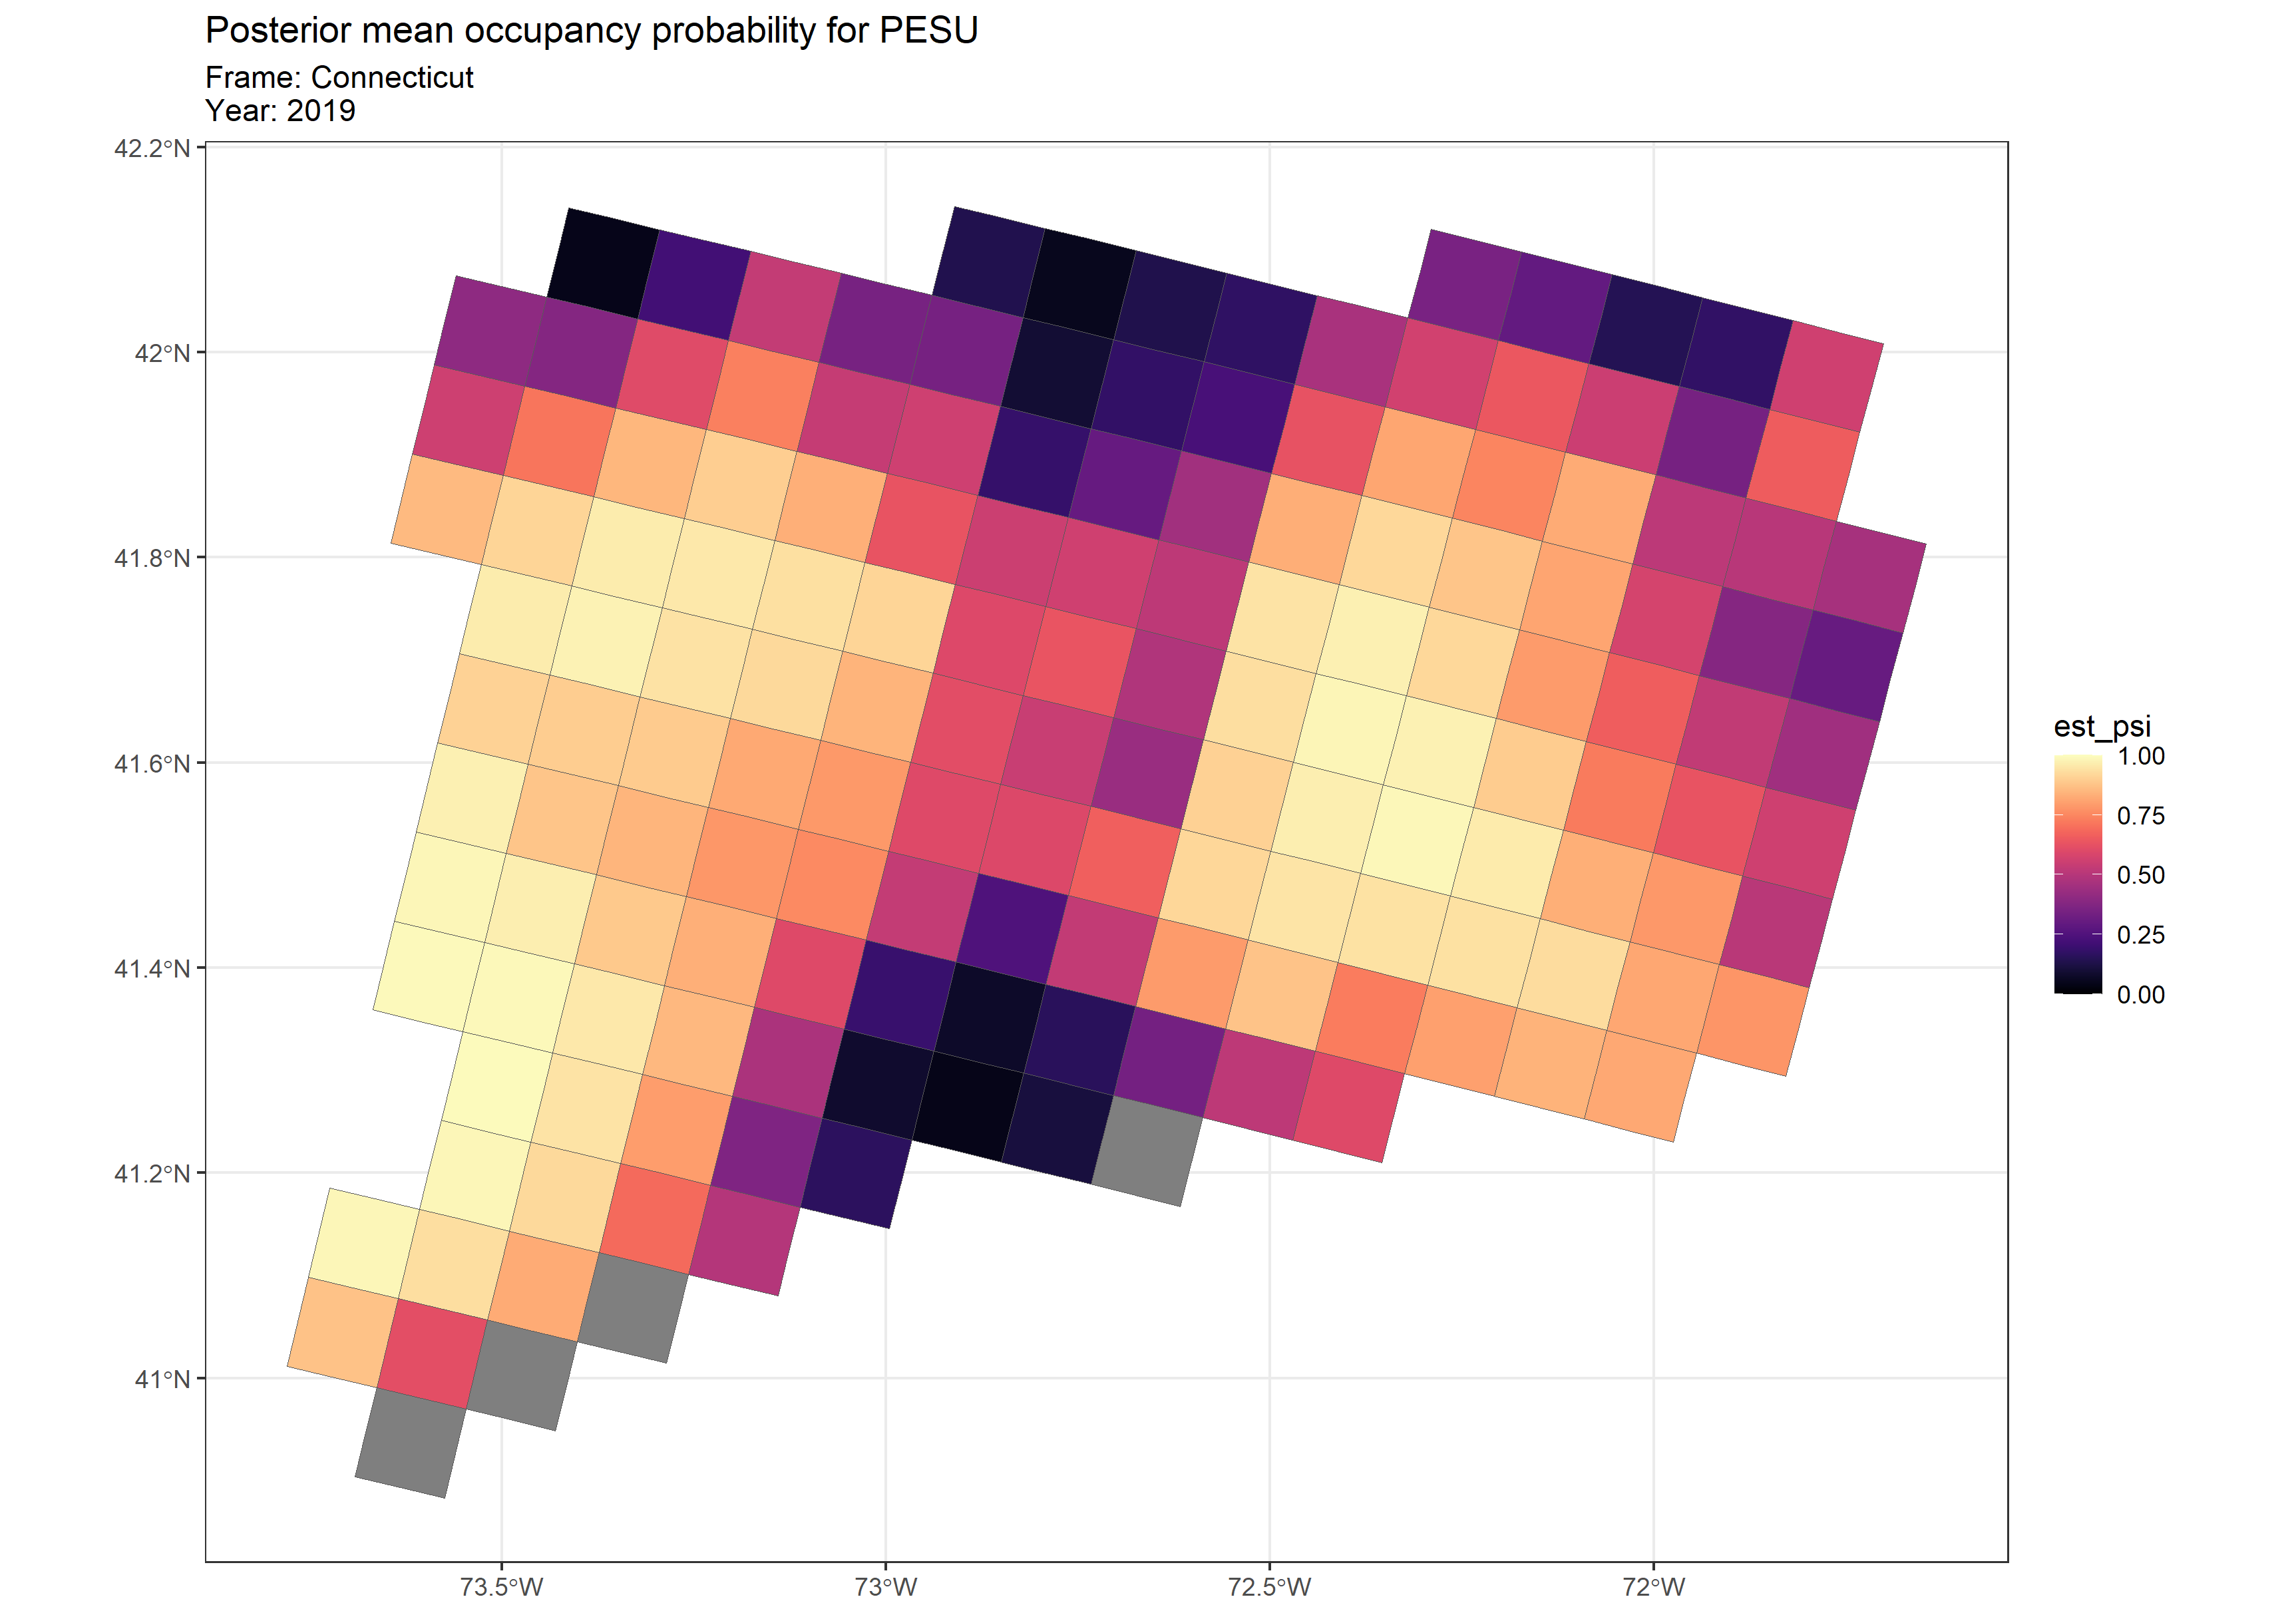 Posterior mean occupancy probability for PESU
Frame: Connecticut
Year: 2019
42.2°N
42°N
41.8°N
41.6°N
41.4°N
41.2°N
41°N
73.5°W
73°W
72.5°W
72°W
est_psi
1.00
0.75
0.50
0.25
0.00